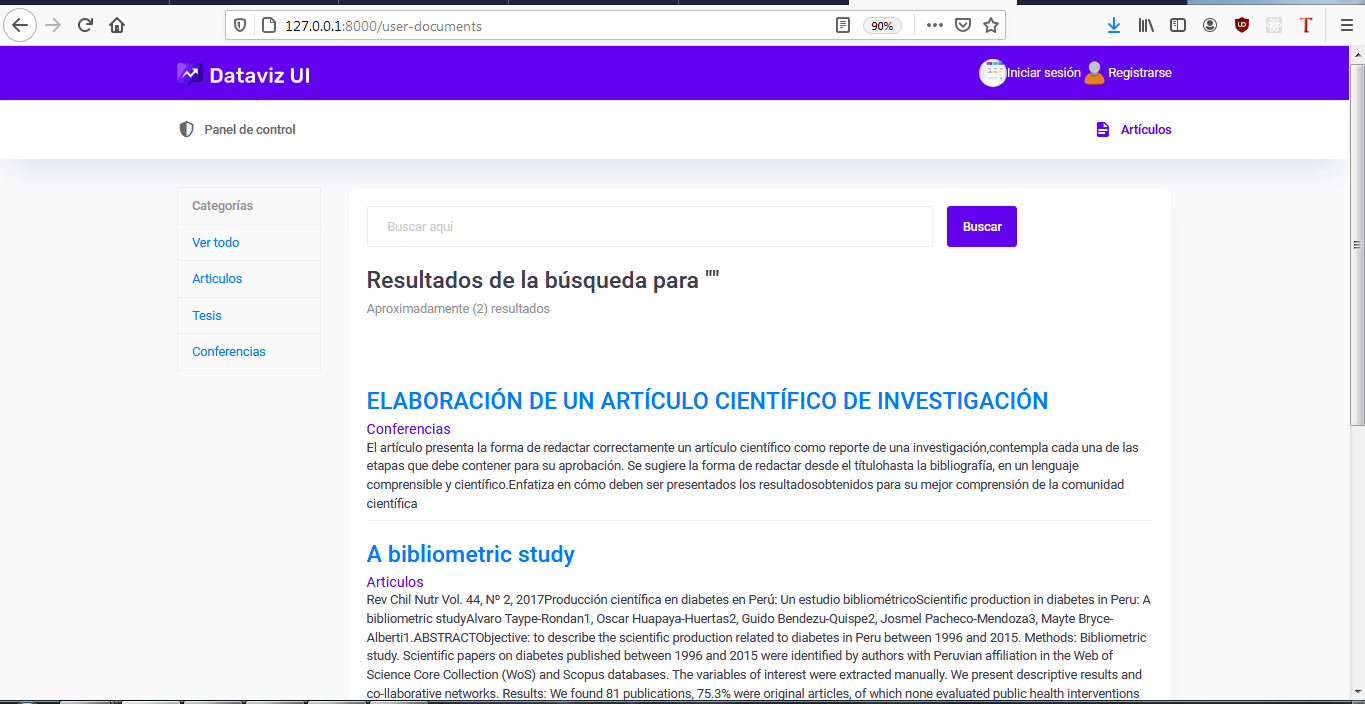 127.0.0.1:8000/user-documents
90%
Dataviz UI
Iniciar sesión
Registrarse
Panel de control
Artículos
Categorías
Ver todo
Articulos
Tesis
Conferencias
Buscar aquí
Buscar
Resultados de la búsqueda para ""
Aproximadamente (2) resultados
ELABORACIÓN DE UN ARTÍCULO CIENTÍFICO DE INVESTIGACIÓN
Conferencias
El artículo presenta la forma de redactar correctamente un artículo científico como reporte de una investigación,contempla cada una de las
etapas que debe contener para su aprobación. Se sugiere la forma de redactar desde el títulohasta la bibliografía, en un lenguaje
comprensible y científico.Enfatiza en cómo deben ser presentados los resultadosobtenidos para su mejor comprensión de la comunidad
científica
A bibliometric study
Articulos
Rev Chil Nutr Vol. 44, Nº 2, 2017Producción científica en diabetes en Perú: Un estudio bibliométricoScientific production in diabetes in Peru: A
bibliometric studyAlvaro Taype-Rondan1, Oscar Huapaya-Huertas2, Guido Bendezu-Quispe2, Josmel Pacheco-Mendoza3, Mayte Bryce-
Alberti1.ABSTRACTObjective: to describe the scientific production related to diabetes in Peru between 1996 and 2015. Methods: Bibliometric
study. Scientific papers on diabetes published between 1996 and 2015 were identified by authors with Peruvian affiliation in the Web of
Science Core Collection (WoS) and Scopus databases. The variables of interest were extracted manually. We present descriptive results and
co-llaborative networks. Results: We found 81 publications, 75.3% were original articles, of which none evaluated public health interventions